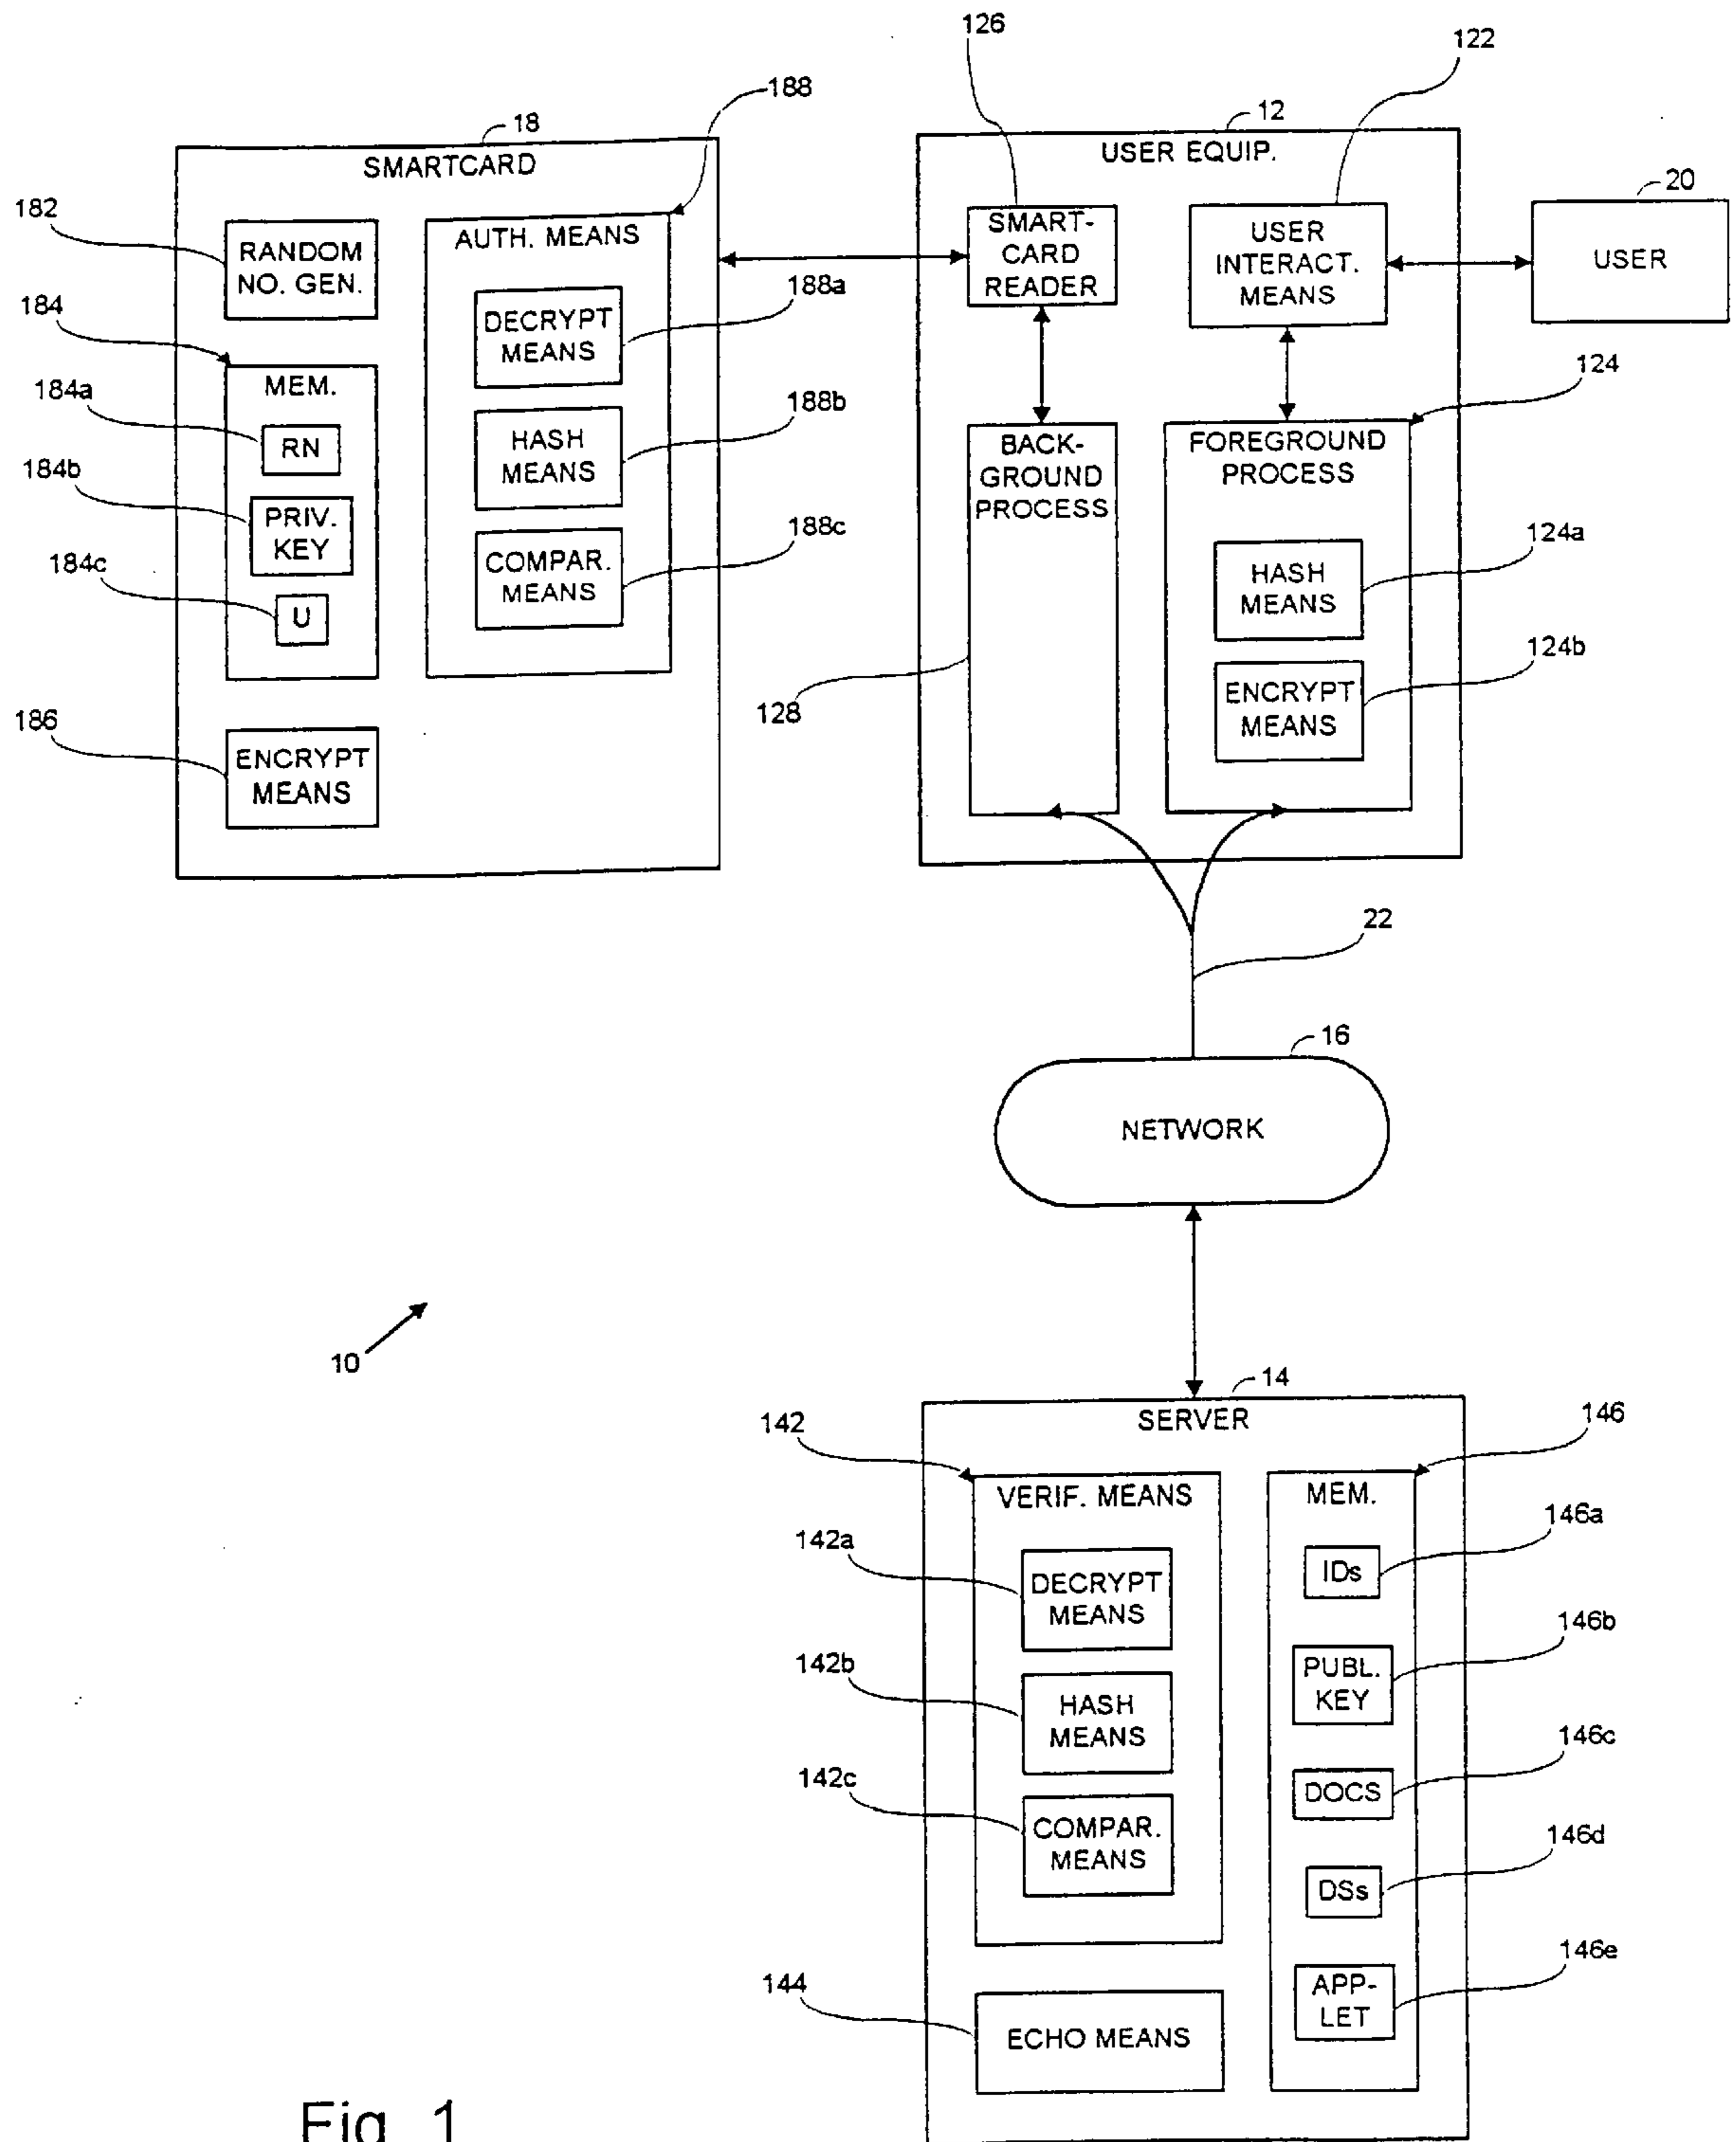 126
122
188
18
12
SMARTCARD
USER EQUIP.
20
182
RANDOM
NO. GEN.
AUTH. MEANS
SMART-
CARD
READER
USER
INTERACT.
MEANS
USER
184
188a
DECRYPT
MEANS
124
MEM.
184a
RN
188b
HASH
MEANS
BACK-
GROUND
PROCESS
FOREGROUND
PROCESS
184b
PRIV.
KEY
188c
COMPAR.
MEANS
124a
HASH
MEANS
184c
U
124b
ENCRYPT
MEANS
128
186
ENCRYPT
MEANS
22
16
NETWORK
10
14
SERVER
142
146
VERIF. MEANS
MEM.
142a
DECRYPT
MEANS
146a
IDs
142b
HASH
MEANS
146b
PUBL.
KEY
142c
COMPAR.
MEANS
146c
DOCS
146d
DSs
144
ECHO MEANS
146e
APP-
LET
Fig. 1